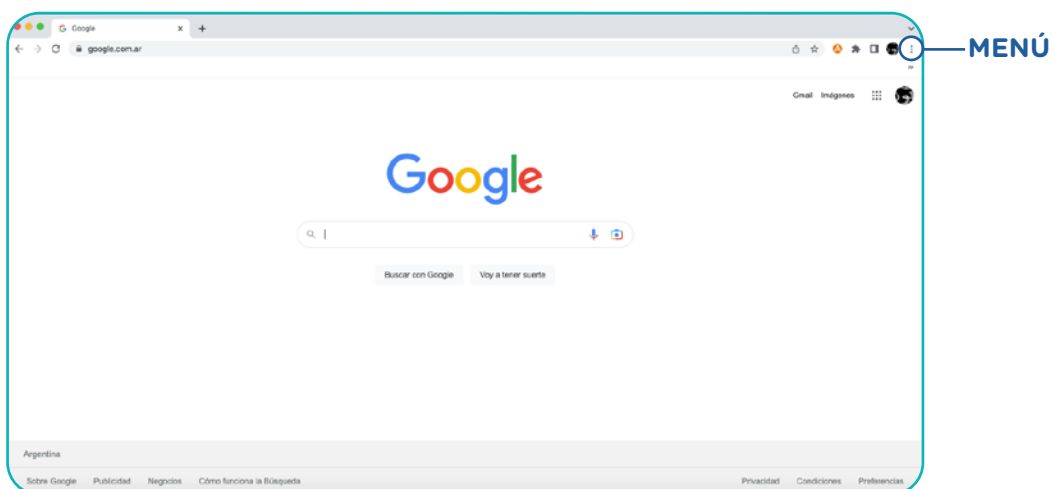 Google
google.com.ar
MENÚ
Gmail Imágenes
Google
Buscar con Google Voy a tener suerte
Argentina
Sobre Google Publicidad Negocios Cómo funciona la Búsqueda Privacidad Condiciones Preferencias